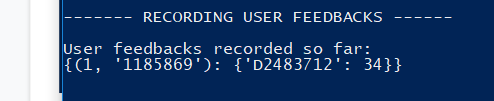 ------- RECORDING USER FEEDBACKS ------
User feedbacks recorded so far:
{(1, '1185869'): {'D2483712': 34}}